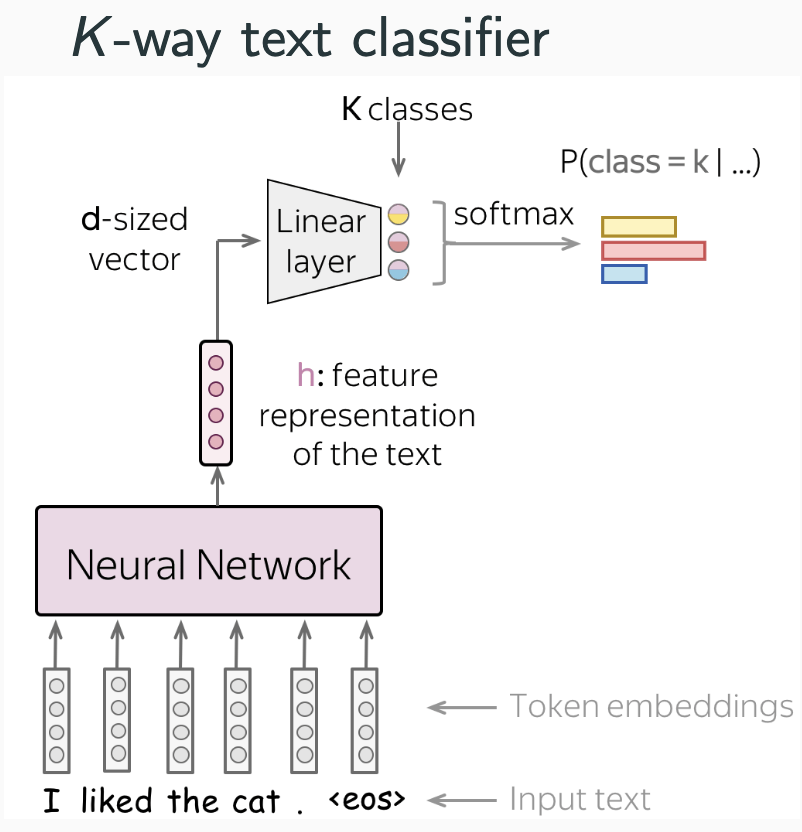 K-way text classifier
K classes
P(class = k | ...)
d-sized
vector
Linear
layer
softmax
h: feature
representation
of the text
Neural Network
Token embeddings
I liked the cat . <eos>
Input text